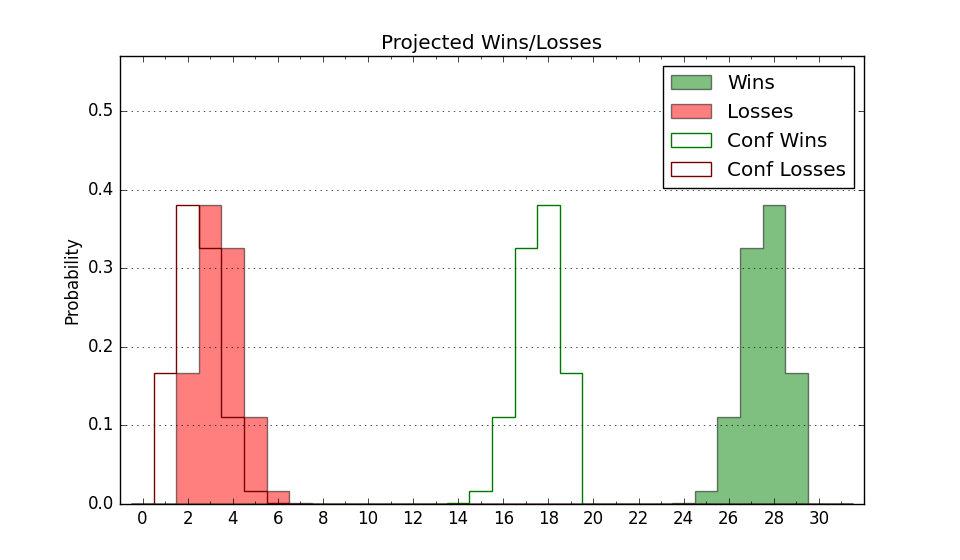 Projected Wins/Losses
Wins
Losses
Conf Wins
Conf Losses
Probability
0.5
0.4
0.3
0.2
0.1
0.0
0 2 4 6 8 10 12 14 16 18 20 22 24 26 28 30